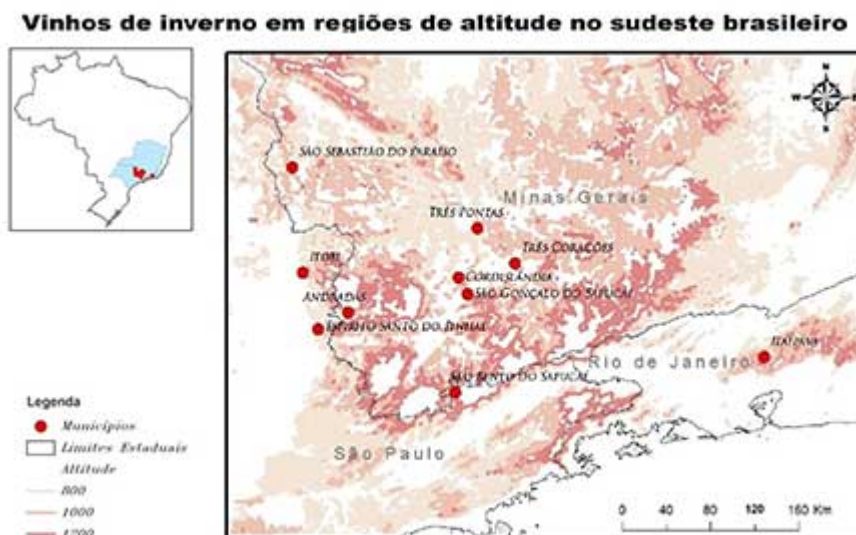 Vinhos de inverno em regiões de altitude no sudeste brasileiro
N
W
E
S
SÃO SEBASTIÃO DO PARAÍSO
Minas Gerais
TRÊS PONTAS
TRÊS CORAÇÕES
ITOBI
CORDISLÂNDIA
SÃO GONÇALO DO SAPUCAÍ
ANDRADAS
ESPÍRITO SANTO DO PINHAL
ITAIPAVA
Rio de Janeiro
SÃO BENTO DO SAPUCAÍ
São Paulo
Legenda
Municípios
Limites Estaduais
Altitude
800
1000
1200
0 40 80 120 160 Km